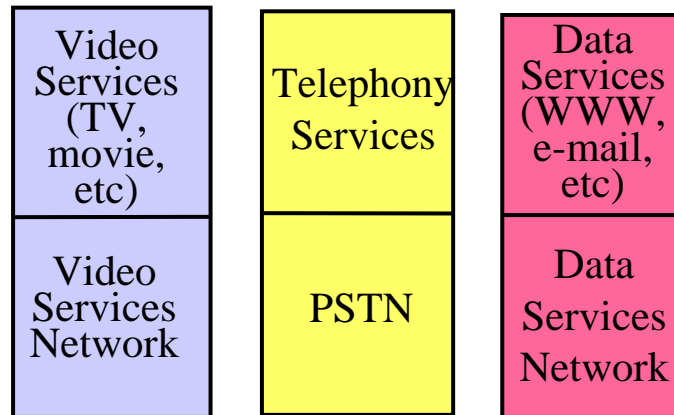 Video
Services
(TV,
movie,
etc)
Video
Services
Network
Telephony
Services
PSTN
Data
Services
(WWW,
e-mail,
etc)
Data
Services
Network